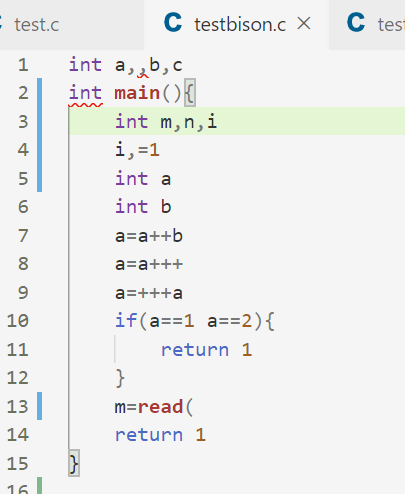 test.c C testbison.c × C tes
1 int a,,b,c
2 int main(){
3 int m,n,i
4 i,=1
5 int a
6 int b
7 a=a++b
8 a=a+++
9 a=+++a
10 if(a==1 a==2){
11 return 1
12 }
13 m=read(
14 return 1
15 }
16